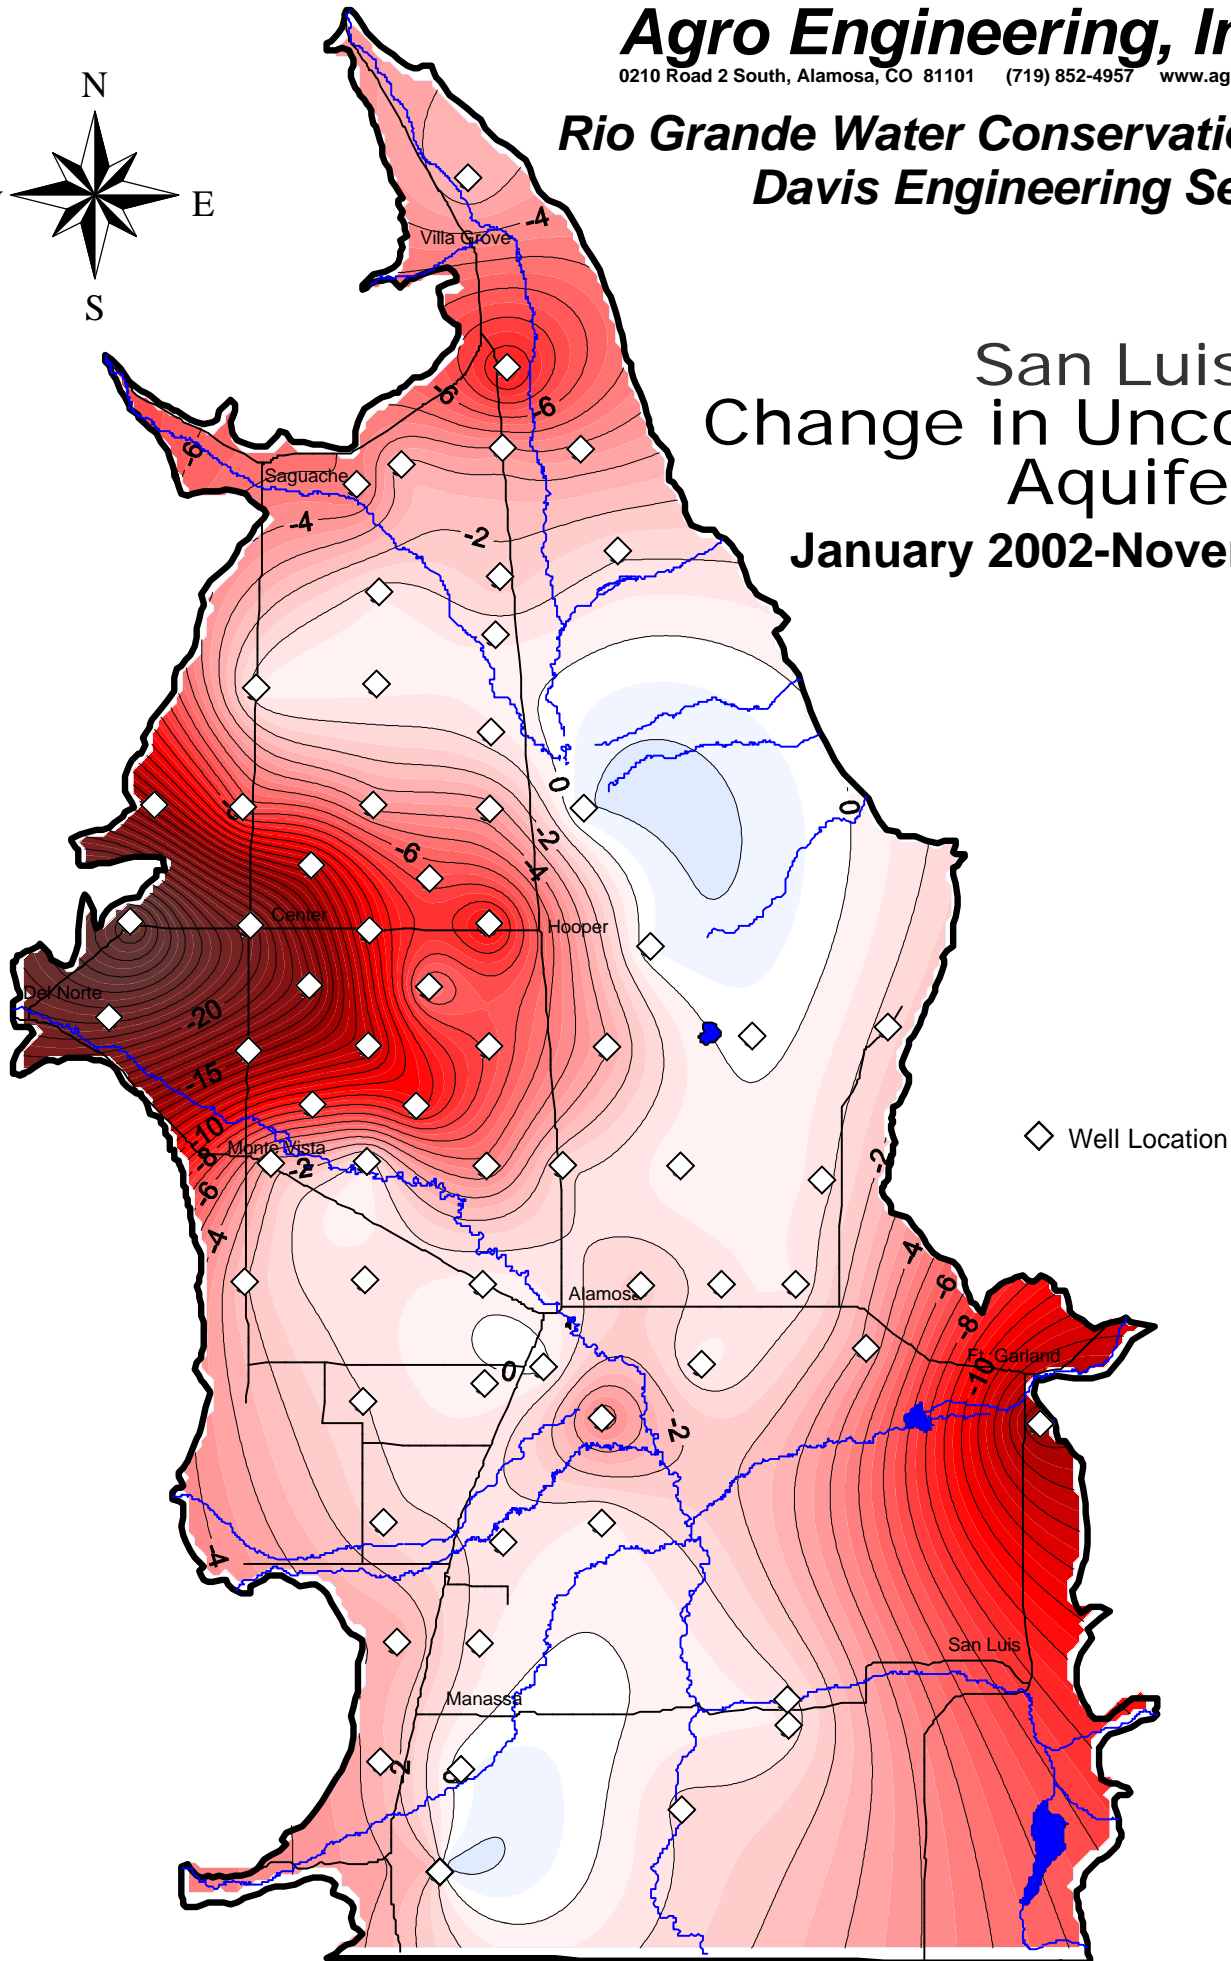 Agro Engineering, In
0210 Road 2 South, Alamosa, CO 81101 (719) 852-4957 www.ag
Rio Grande Water Conservatio
Davis Engineering Se
N
E
S
San Luis
Change in Unco
Aquife
January 2002-Nover
-4
Villa Grove
-6
-6
-6
Saguache
-4
-2
0
0
-2
-6
-4
Center
Hooper
Del Norte
-20
-15
-10
Monte Vista
-8
-2
-6
-4
Well Location
-2
-4
-6
Alamosa
-8
Ft. Garland
-10
0
-2
-4
San Luis
Manassa
2
0